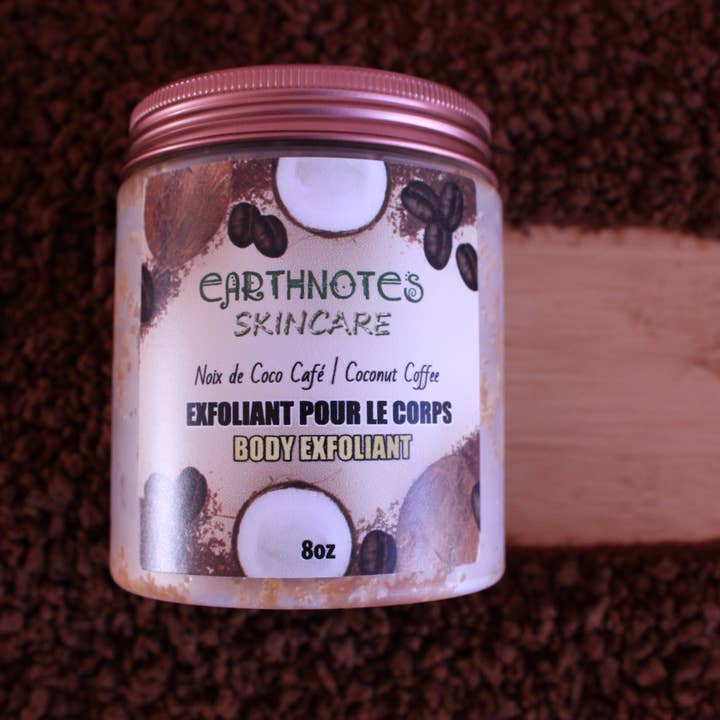 EARTHNOTES
SKINCARE
Noix de Coco Café | Coconut Coffee
EXFOLIANT POUR LE CORPS
BODY EXFOLIANT
8oz